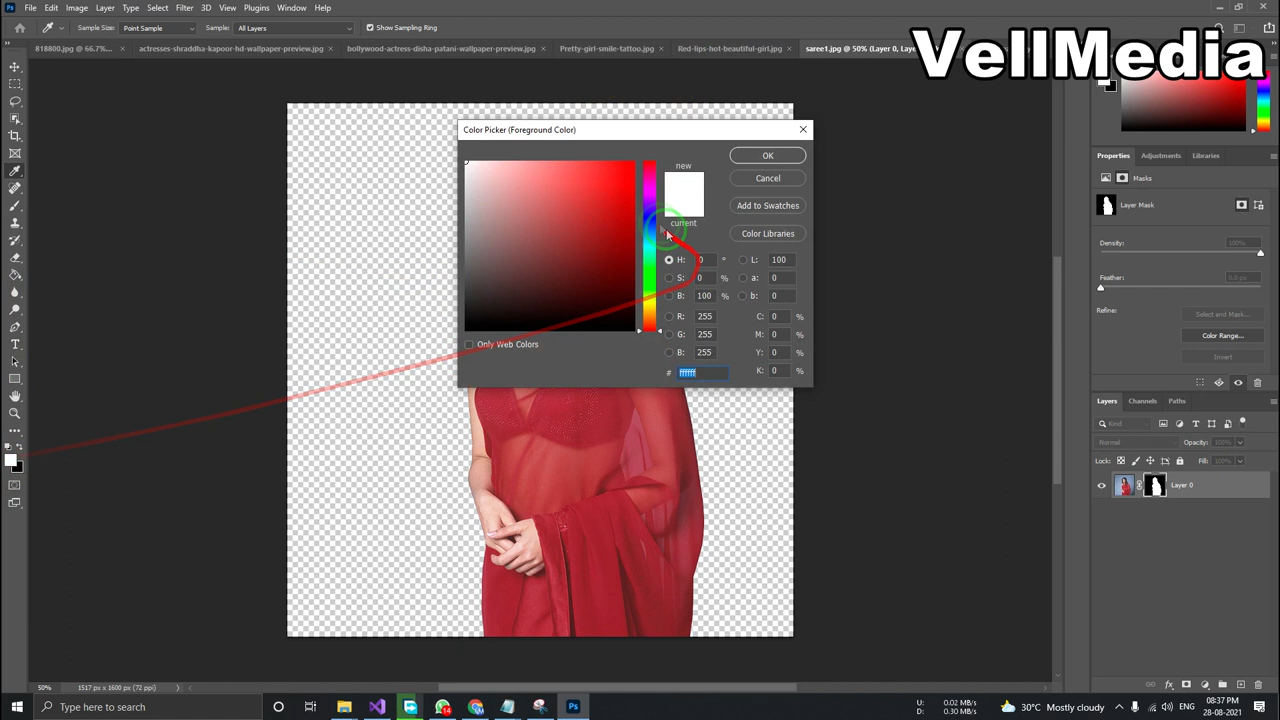 Ps File Edit Image Layer Type Select Filter 3D View Plugins Window Help
Sample Size: Point Sample Sample: All Layers Show Sampling Ring
818800.jpg @ 66.7%... × actresses-shraddha-kapoor-hd-wallpaper-preview.jpg × bollywood-actress-disha-patani-wallpaper-preview.jpg × Pretty-girl-smile-tattoo.jpg × Red-lips-hot-beautiful-girl.jpg × saree1.jpg @ 50% (Layer 0, Layer
VellMedia
Color Picker (Foreground Color)
new
current
OK
Cancel
Add to Swatches
Color Libraries
H: 0 ° L: 100
S: 0 % a: 0
B: 100 % b: 0
R: 255 C: 0 %
G: 255 M: 0 %
B: 255 Y: 0 %
# ffffff K: 0 %
Only Web Colors
Properties Adjustments Libraries
Masks
Layer Mask
Density: 100%
Feather: 0.0 px
Refine: Select and Mask...
Color Range...
Invert
Layers Channels Paths
Kind
Normal Opacity: 100%
Lock: Fill: 100%
Layer 0
50% 1517 px x 1600 px (72 ppi)
Type here to search
14
Ps
U: 0.02 MB/s
D: 0.30 MB/s
30°C Mostly cloudy
ENG
08:37 PM
28-08-2021